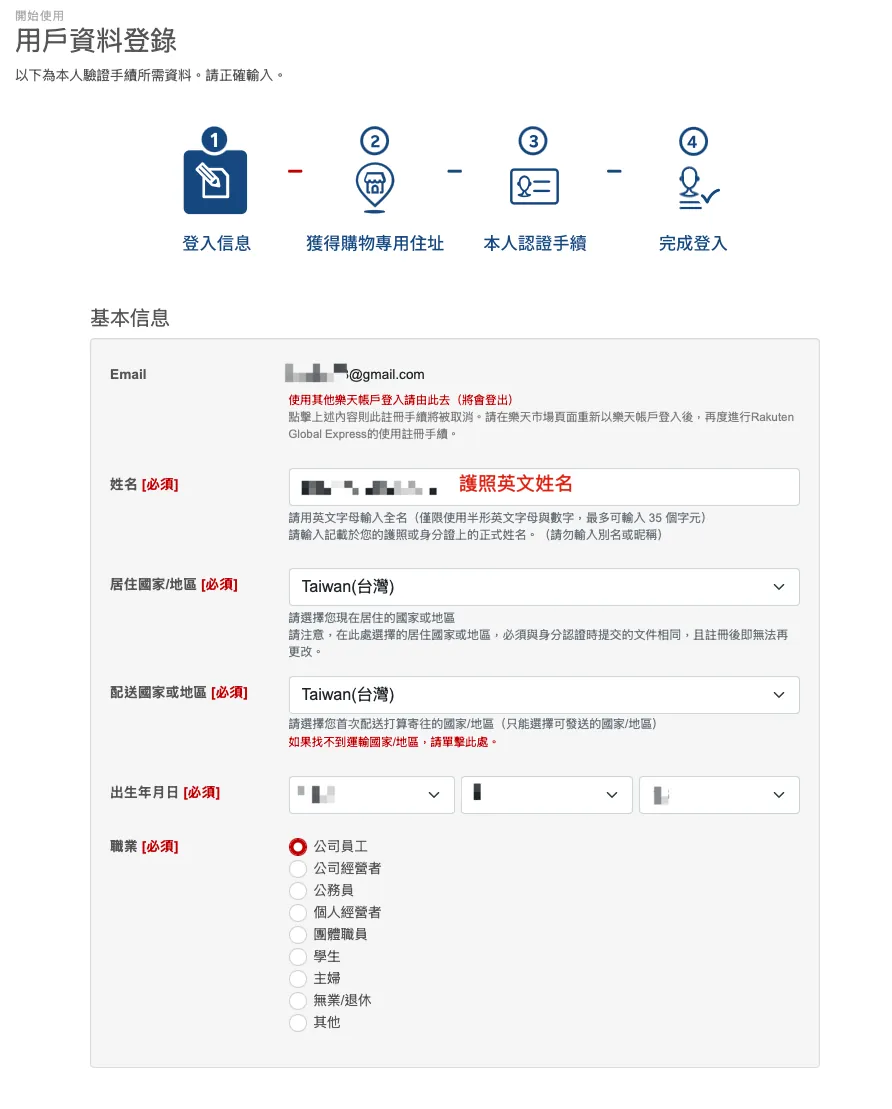 開始使用
用戶資料登錄
以下為本人驗證手續所需資料。請正確輸入。
1
2
3
4
登入信息
獲得購物專用住址
本人認證手續
完成登入
基本信息
Email
@gmail.com
使用其他樂天帳戶登入請由此去（將會登出）
點擊上述內容則此註冊手續將被取消。請在樂天市場頁面重新以樂天帳戶登入後，再度進行Rakuten
Global Express的使用註冊手續。
姓名 [必須]
護照英文姓名
請用英文字母輸入全名（僅限使用半形英文字母與數字，最多可輸入 35 個字元）
請輸入記載於您的護照或身分證上的正式姓名。（請勿輸入別名或昵稱）
居住國家/地區 [必須]
Taiwan(台灣)
請選擇您現在居住的國家或地區
請注意，在此處選擇的居住國家或地區，必須與身分認證時提交的文件相同，且註冊後即無法再
更改。
配送國家或地區 [必須]
Taiwan(台灣)
請選擇您首次配送打算寄往的國家/地區（只能選擇可發送的國家/地區）
如果找不到運輸國家/地區，請單擊此處。
出生年月日 [必須]
職業 [必須]
公司員工
公司經營者
公務員
個人經營者
團體職員
學生
主婦
無業/退休
其他